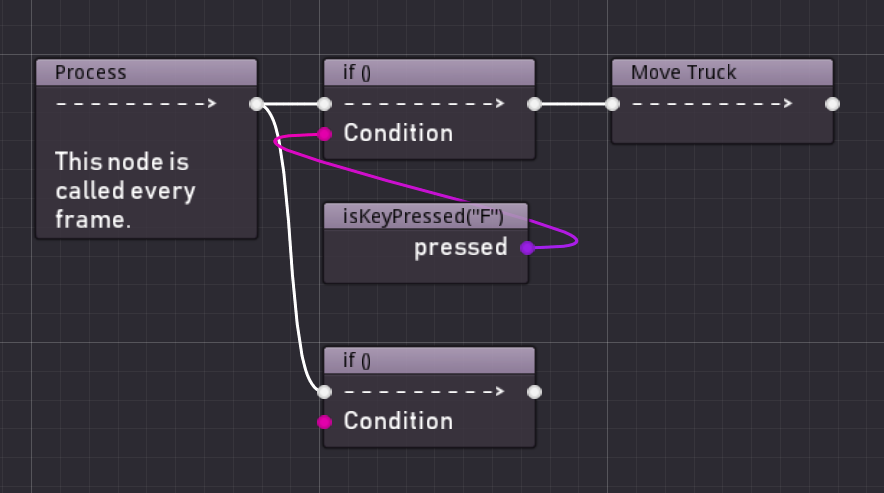 Process
This node is
called every
frame.
if ()
Condition
Move Truck
isKeyPressed("F")
pressed
if ()
Condition